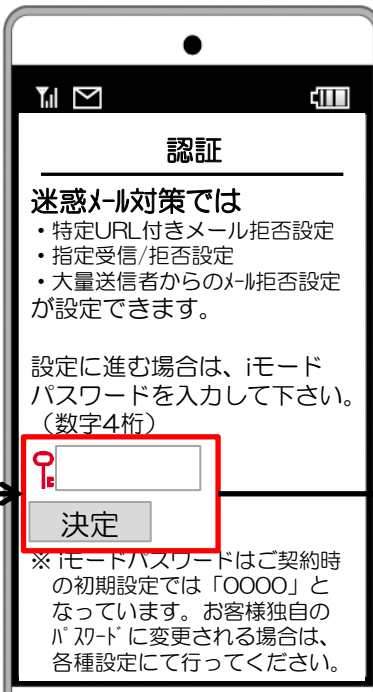 認証
迷惑ﾒｰﾙ対策では
・特定URL付きメール拒否設定
・指定受信/拒否設定
・大量送信者からのﾒｰﾙ拒否設定
が設定できます。
設定に進む場合は、iモード
パスワードを入力して下さい。
（数字4桁）
決定
※ iモードパスワードはご契約時
の初期設定では「0000」と
なっています。お客様独自の
ﾊﾟｽﾜｰﾄﾞに変更される場合は、
各種設定にて行ってください。